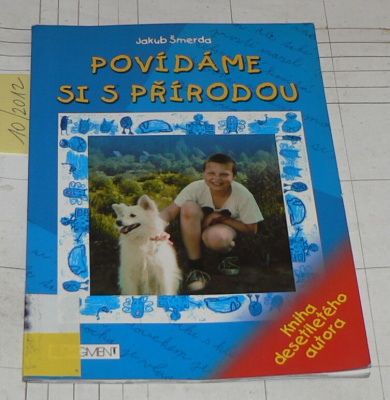 Jakub Šmerda
POVÍDÁME
SI S PŘÍRODOU
10/2012
Kniha
desetiletého
autora